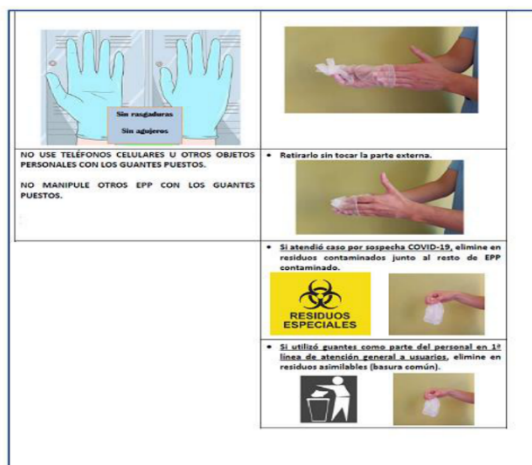 Sin rasgaduras
Sin agujeros
NO USE TELÉFONOS CELULARES U OTROS OBJETOS
PERSONALES CON LOS GUANTES PUESTOS.
NO MANIPULE OTROS EPP CON LOS GUANTES
PUESTOS.
• Retirarlo sin tocar la parte externa.
• Si atendió caso por sospecha COVID-19, elimine en
residuos contaminados junto al resto de EPP
contaminado.
RESIDUOS
ESPECIALES
• Si utilizó guantes como parte del personal en 1ª
línea de atención general a usuarios, elimine en
residuos asimilables (basura común).